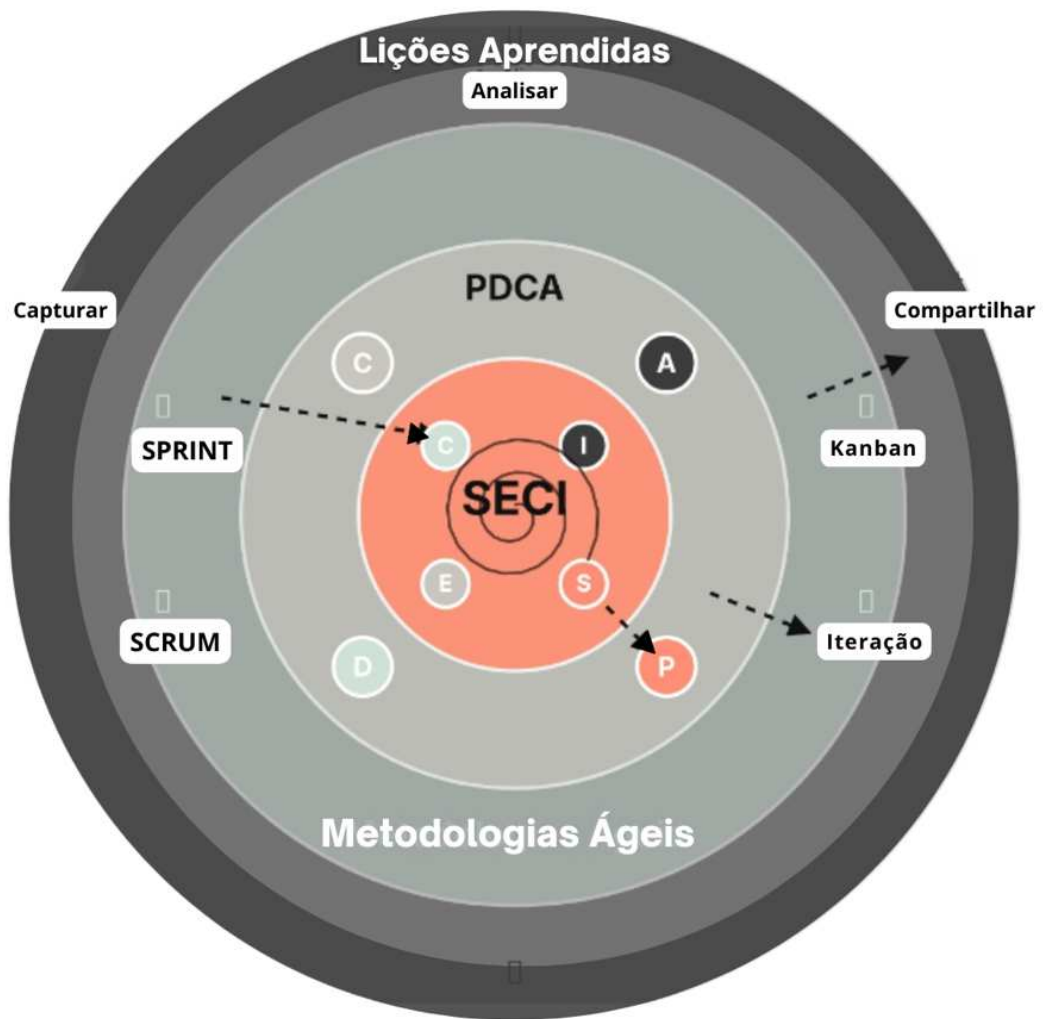 Lições Aprendidas
Analisar
Capturar
Compartilhar
PDCA
C
A
SPRINT
Kanban
C
I
SECI
E
S
SCRUM
Iteração
D
P
Metodologias Ágeis